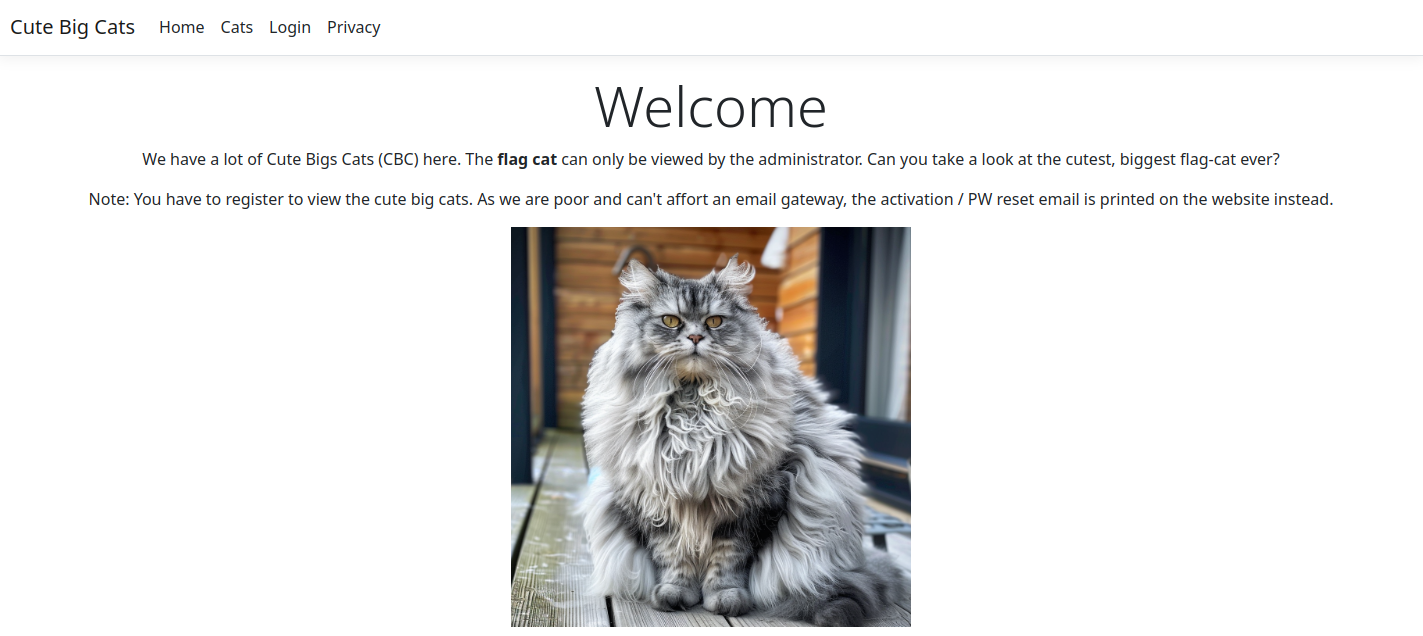 Cute Big Cats Home Cats Login Privacy
Welcome
We have a lot of Cute Bigs Cats (CBC) here. The flag cat can only be viewed by the administrator. Can you take a look at the cutest, biggest flag-cat ever?
Note: You have to register to view the cute big cats. As we are poor and can't affort an email gateway, the activation / PW reset email is printed on the website instead.